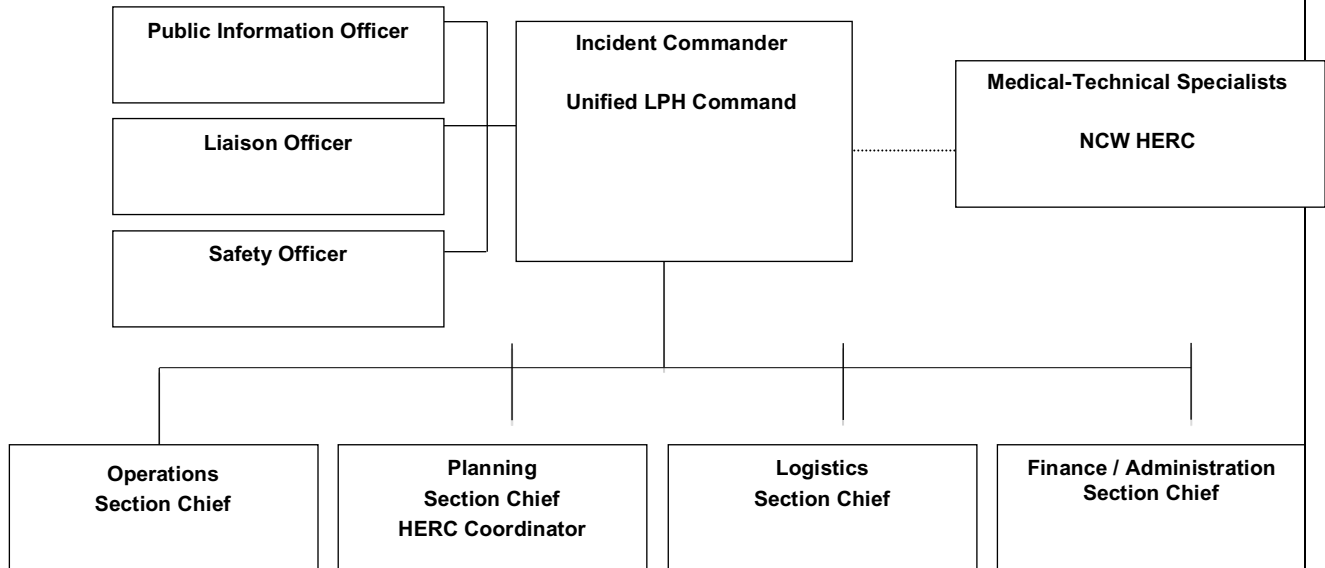 Public Information Officer
Liaison Officer
Safety Officer
Incident Commander
Unified LPH Command
Medical-Technical Specialists
NCW HERC
Operations
Section Chief
Planning
Section Chief
HERC Coordinator
Logistics
Section Chief
Finance / Administration
Section Chief